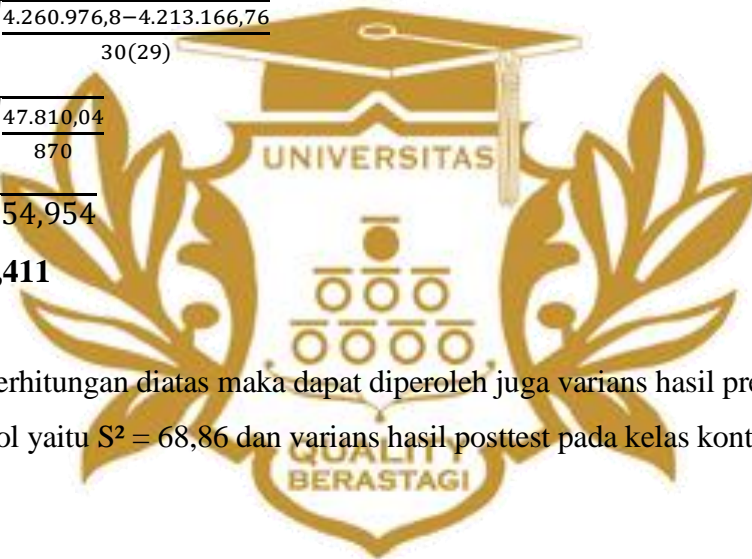 4.260.976,8−4.213.166,76
30(29)
47.810,04
870
UNIVERSITAS
54,954
,411
erhitungan diatas maka dapat diperoleh juga varians hasil pre
ol yaitu S² = 68,86 dan varians hasil posttest pada kelas kont
QUALITY
BERASTAGI